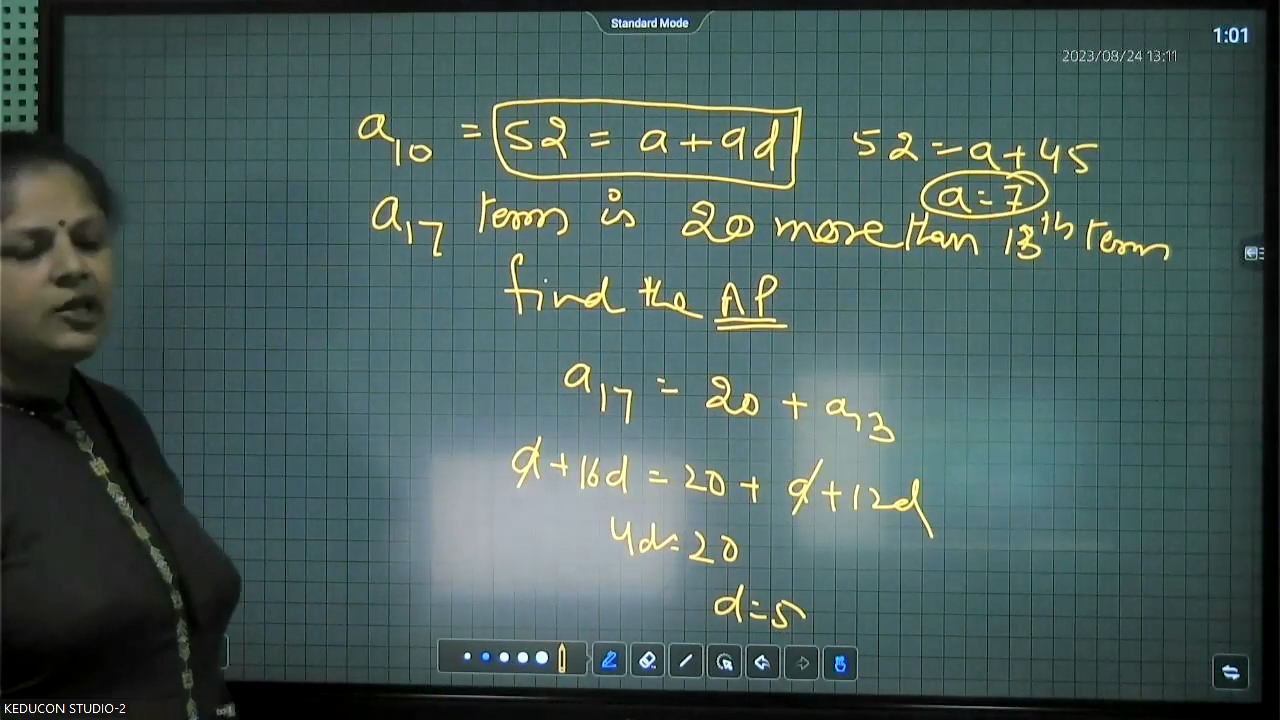 Standard Mode
1:01
2023/08/24 13:11
a10 = 52 = a + 9d
52 = a + 45
a = 7
a17 term is 20 more than 13th term
find the AP
a17 = 20 + a13
a + 16d = 20 + a + 12d
4d = 20
d = 5
KEDUCON STUDIO-2